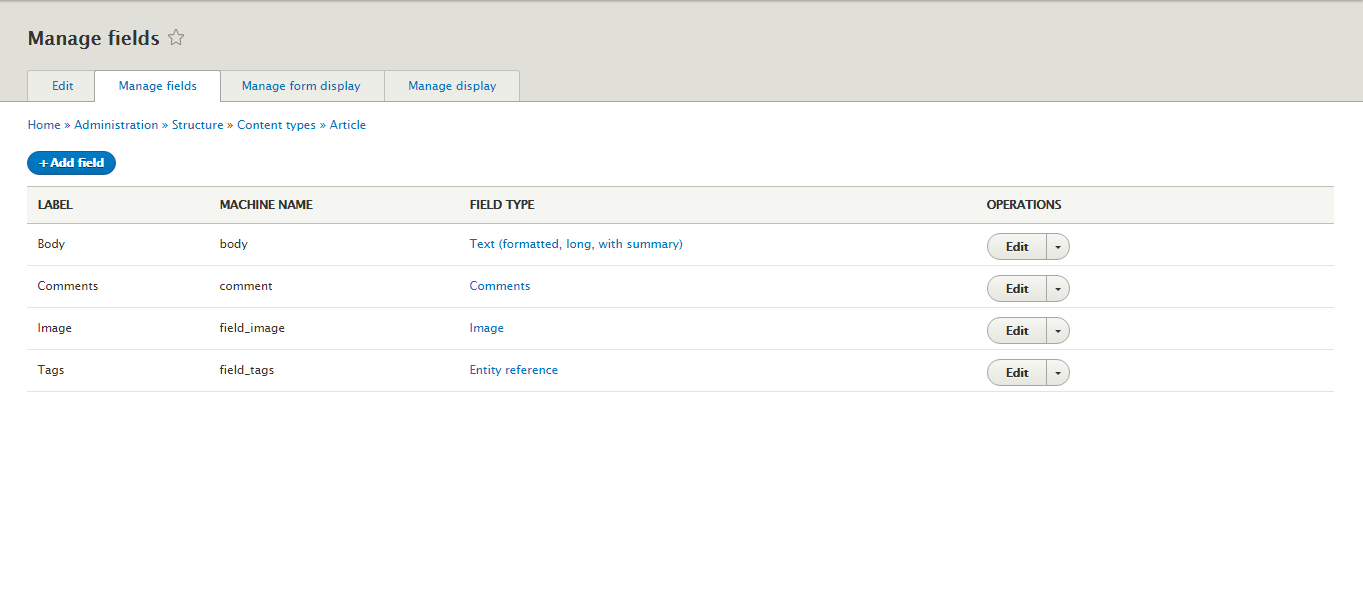 Manage fields
Edit Manage fields Manage form display Manage display
Home » Administration » Structure » Content types » Article
+ Add field
LABEL MACHINE NAME FIELD TYPE OPERATIONS
Body body Text (formatted, long, with summary) Edit
Comments comment Comments Edit
Image field_image Image Edit
Tags field_tags Entity reference Edit